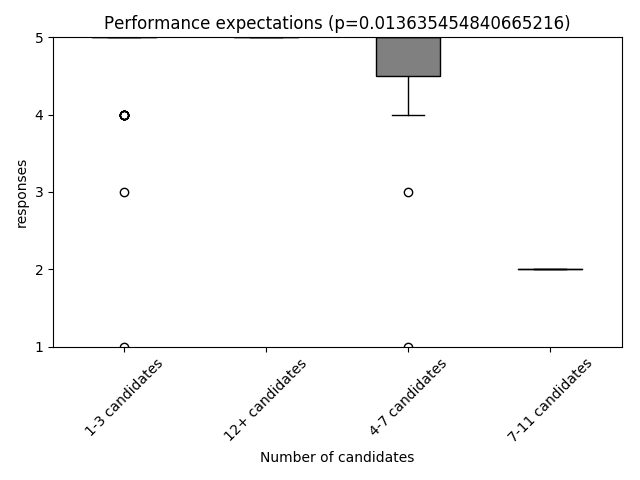 Performance expectations (p=0.013635454840665216)
5
4
3
2
1
responses
1-3 candidates
12+ candidates
4-7 candidates
7-11 candidates
Number of candidates